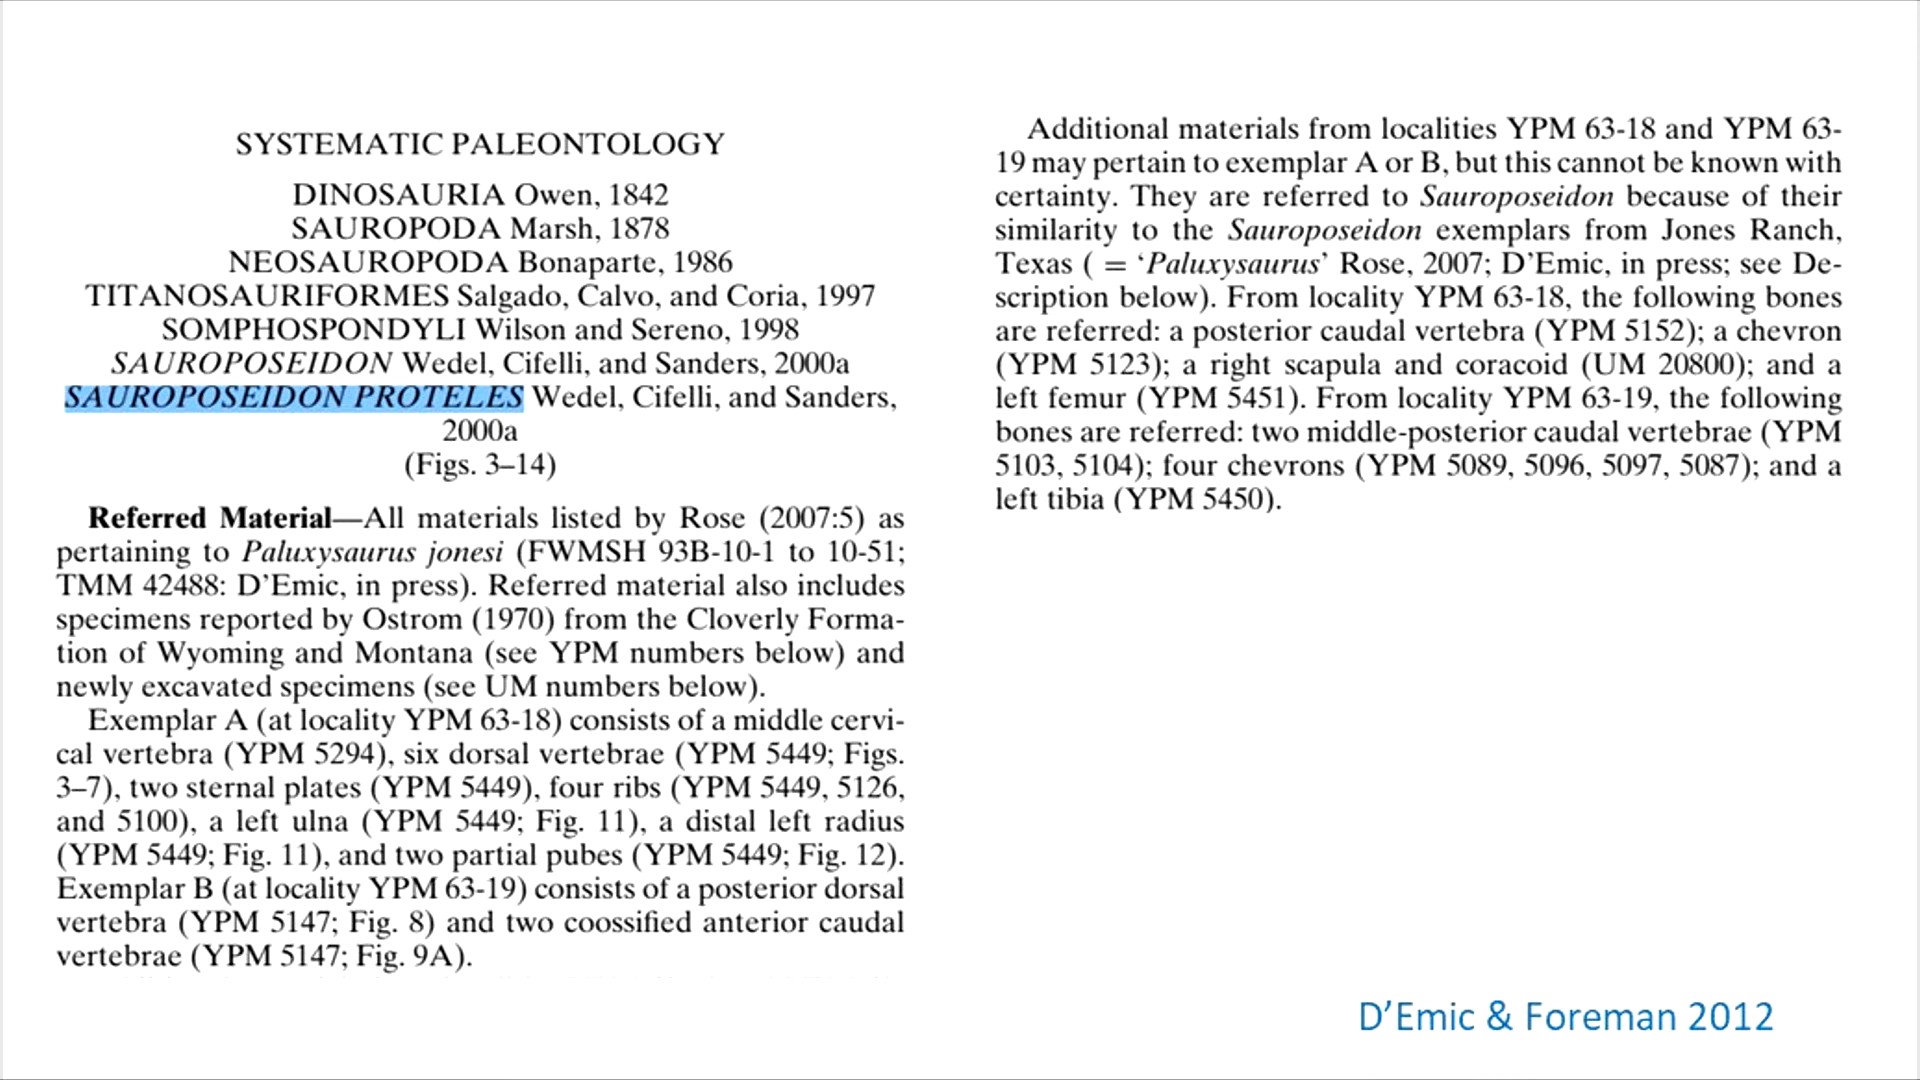 SYSTEMATIC PALEONTOLOGY
DINOSAURIA Owen, 1842
SAUROPODA Marsh, 1878
NEOSAUROPODA Bonaparte, 1986
TITANOSAURIFORMES Salgado, Calvo, and Coria, 1997
SOMPHOSPONDYLI Wilson and Sereno, 1998
SAUROPOSEIDON Wedel, Cifelli, and Sanders, 2000a
SAUROPOSEIDON PROTELES Wedel, Cifelli, and Sanders,
2000a
(Figs. 3–14)
Referred Material—All materials listed by Rose (2007:5) as
pertaining to Paluxysaurus jonesi (FWMSH 93B-10-1 to 10-51;
TMM 42488: D'Emic, in press). Referred material also includes
specimens reported by Ostrom (1970) from the Cloverly Forma-
tion of Wyoming and Montana (see YPM numbers below) and
newly excavated specimens (see UM numbers below).
Exemplar A (at locality YPM 63-18) consists of a middle cervi-
cal vertebra (YPM 5294), six dorsal vertebrae (YPM 5449; Figs.
3–7), two sternal plates (YPM 5449), four ribs (YPM 5449, 5126,
and 5100), a left ulna (YPM 5449; Fig. 11), a distal left radius
(YPM 5449; Fig. 11), and two partial pubes (YPM 5449; Fig. 12).
Exemplar B (at locality YPM 63-19) consists of a posterior dorsal
vertebra (YPM 5147; Fig. 8) and two coossified anterior caudal
vertebrae (YPM 5147; Fig. 9A).
Additional materials from localities YPM 63-18 and YPM 63-
19 may pertain to exemplar A or B, but this cannot be known with
certainty. They are referred to Sauroposeidon because of their
similarity to the Sauroposeidon exemplars from Jones Ranch,
Texas ( = 'Paluxysaurus' Rose, 2007; D'Emic, in press; see De-
scription below). From locality YPM 63-18, the following bones
are referred: a posterior caudal vertebra (YPM 5152); a chevron
(YPM 5123); a right scapula and coracoid (UM 20800); and a
left femur (YPM 5451). From locality YPM 63-19, the following
bones are referred: two middle-posterior caudal vertebrae (YPM
5103, 5104); four chevrons (YPM 5089, 5096, 5097, 5087); and a
left tibia (YPM 5450).
D'Emic & Foreman 2012